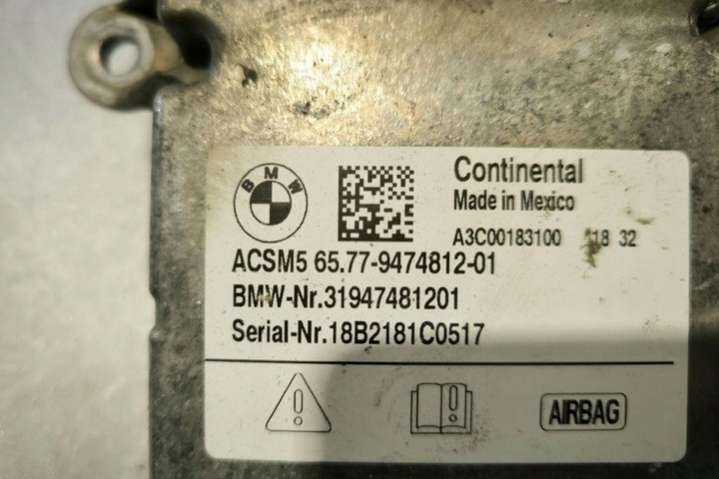 BMW
Continental
Made in Mexico
A3C00183100 18 32
ACSM5 65.77-9474812-01
BMW-Nr.31947481201
Serial-Nr.18B2181C0517
AIRBAG